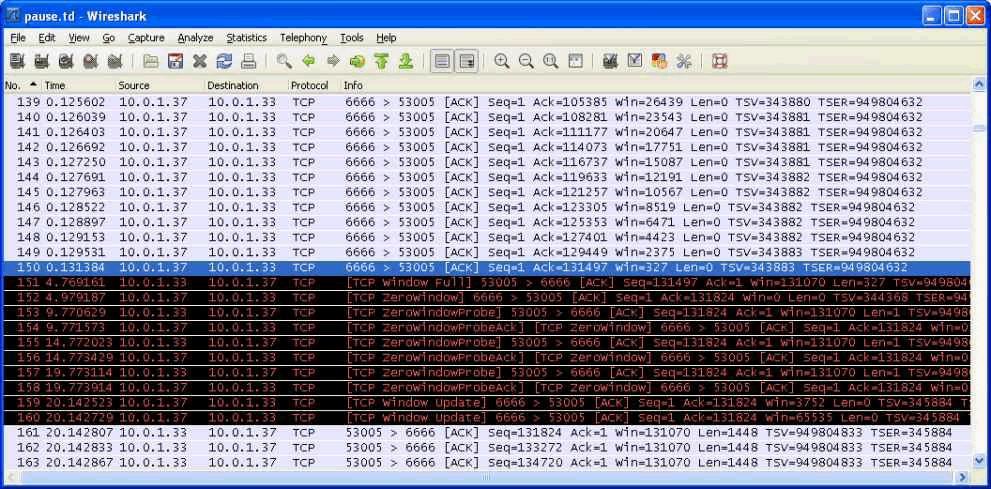 pause.td - Wireshark
File Edit View Go Capture Analyze Statistics Telephony Tools Help
No. Time Source Destination Protocol Info
139 0.125602 10.0.1.37 10.0.1.33 TCP 6666 > 53005 [ACK] Seq=1 Ack=105385 Win=26439 Len=0 TSV=343880 TSER=949804632
140 0.126039 10.0.1.37 10.0.1.33 TCP 6666 > 53005 [ACK] Seq=1 Ack=108281 Win=23543 Len=0 TSV=343881 TSER=949804632
141 0.126403 10.0.1.37 10.0.1.33 TCP 6666 > 53005 [ACK] Seq=1 Ack=111177 Win=20647 Len=0 TSV=343881 TSER=949804632
142 0.126692 10.0.1.37 10.0.1.33 TCP 6666 > 53005 [ACK] Seq=1 Ack=114073 Win=17751 Len=0 TSV=343881 TSER=949804632
143 0.127250 10.0.1.37 10.0.1.33 TCP 6666 > 53005 [ACK] Seq=1 Ack=116737 Win=15087 Len=0 TSV=343881 TSER=949804632
144 0.127691 10.0.1.37 10.0.1.33 TCP 6666 > 53005 [ACK] Seq=1 Ack=119633 Win=12191 Len=0 TSV=343882 TSER=949804632
145 0.127963 10.0.1.37 10.0.1.33 TCP 6666 > 53005 [ACK] Seq=1 Ack=121257 Win=10567 Len=0 TSV=343882 TSER=949804632
146 0.128522 10.0.1.37 10.0.1.33 TCP 6666 > 53005 [ACK] Seq=1 Ack=123305 Win=8519 Len=0 TSV=343882 TSER=949804632
147 0.128897 10.0.1.37 10.0.1.33 TCP 6666 > 53005 [ACK] Seq=1 Ack=125353 Win=6471 Len=0 TSV=343882 TSER=949804632
148 0.129153 10.0.1.37 10.0.1.33 TCP 6666 > 53005 [ACK] Seq=1 Ack=127401 Win=4423 Len=0 TSV=343882 TSER=949804632
149 0.129531 10.0.1.37 10.0.1.33 TCP 6666 > 53005 [ACK] Seq=1 Ack=129449 Win=2375 Len=0 TSV=343882 TSER=949804632
150 0.131384 10.0.1.37 10.0.1.33 TCP 6666 > 53005 [ACK] Seq=1 Ack=131497 Win=327 Len=0 TSV=343883 TSER=949804632
151 4.769161 10.0.1.33 10.0.1.37 TCP [TCP Window Full] 53005 > 6666 [ACK] Seq=131497 Ack=1 Win=131070 Len=327 TSV=949804
152 4.979187 10.0.1.37 10.0.1.33 TCP [TCP ZeroWindow] 6666 > 53005 [ACK] Seq=1 Ack=131824 Win=0 Len=0 TSV=344368 TSER=949
153 9.770629 10.0.1.33 10.0.1.37 TCP [TCP ZeroWindowProbe] 53005 > 6666 [ACK] Seq=131824 Ack=1 Win=131070 Len=1 TSV=9498
154 9.771573 10.0.1.37 10.0.1.33 TCP [TCP ZeroWindowProbeAck] [TCP ZeroWindow] 6666 > 53005 [ACK] Seq=1 Ack=131824 Win=0
155 14.772023 10.0.1.33 10.0.1.37 TCP [TCP ZeroWindowProbe] 53005 > 6666 [ACK] Seq=131824 Ack=1 Win=131070 Len=1 TSV=9498
156 14.773429 10.0.1.37 10.0.1.33 TCP [TCP ZeroWindowProbeAck] [TCP ZeroWindow] 6666 > 53005 [ACK] Seq=1 Ack=131824 Win=0
157 19.773114 10.0.1.33 10.0.1.37 TCP [TCP ZeroWindowProbe] 53005 > 6666 [ACK] Seq=131824 Ack=1 Win=131070 Len=1 TSV=9498
158 19.773914 10.0.1.37 10.0.1.33 TCP [TCP ZeroWindowProbeAck] [TCP ZeroWindow] 6666 > 53005 [ACK] Seq=1 Ack=131824 Win=0
159 20.142523 10.0.1.37 10.0.1.33 TCP [TCP Window Update] 6666 > 53005 [ACK] Seq=1 Ack=131824 Win=3752 Len=0 TSV=345884 TS
160 20.142729 10.0.1.37 10.0.1.33 TCP [TCP Window Update] 6666 > 53005 [ACK] Seq=1 Ack=131824 Win=65535 Len=0 TSV=345884 T
161 20.142807 10.0.1.33 10.0.1.37 TCP 53005 > 6666 [ACK] Seq=131824 Ack=1 Win=131070 Len=1448 TSV=949804833 TSER=345884
162 20.142833 10.0.1.33 10.0.1.37 TCP 53005 > 6666 [ACK] Seq=133272 Ack=1 Win=131070 Len=1448 TSV=949804833 TSER=345884
163 20.142867 10.0.1.33 10.0.1.37 TCP 53005 > 6666 [ACK] Seq=134720 Ack=1 Win=131070 Len=1448 TSV=949804833 TSER=345884